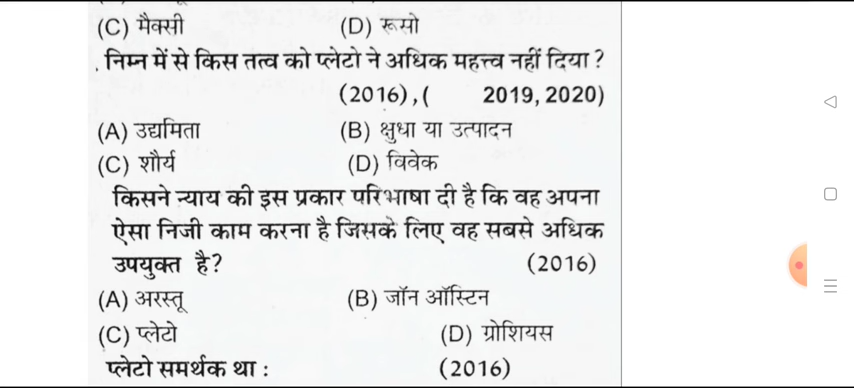 (C) मैक्सी (D) रूसो
. निम्न में से किस तत्व को प्लेटो ने अधिक महत्त्व नहीं दिया ?
(2016) , ( 2019, 2020)
(A) उद्यमिता (B) क्षुधा या उत्पादन
(C) शौर्य (D) विवेक
किसने न्याय की इस प्रकार परिभाषा दी है कि वह अपना
ऐसा निजी काम करना है जिसके लिए वह सबसे अधिक
उपयुक्त है? (2016)
(A) अरस्तू (B) जॉन ऑस्टिन
(C) प्लेटो (D) ग्रोशियस
प्लेटो समर्थक था : (2016)